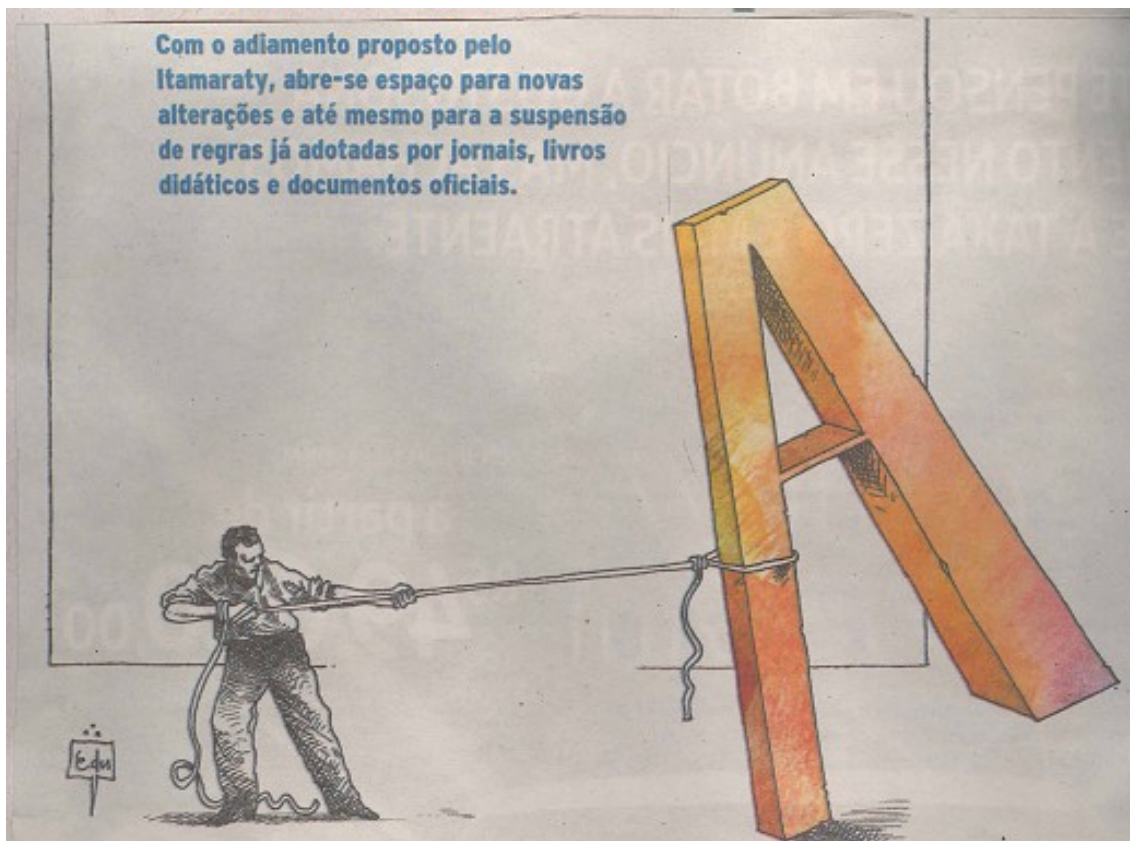 Com o adiamento proposto pelo
Itamaraty, abre-se espaço para novas
alterações e até mesmo para a suspensão
de regras já adotadas por jornais, livros
didáticos e documentos oficiais.
A
Edu